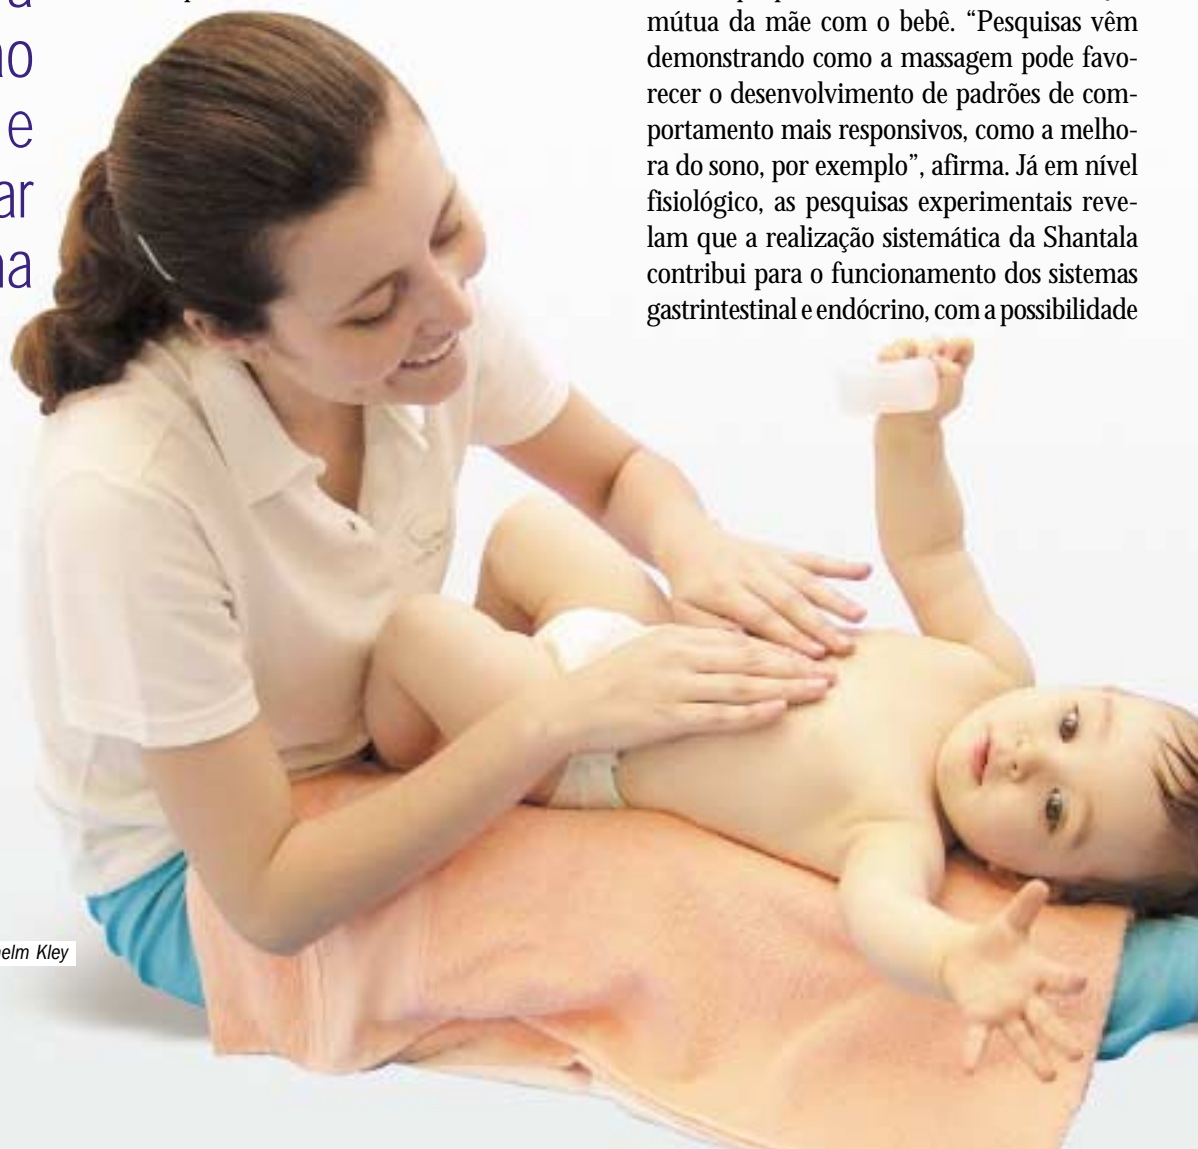 ar
e
mútua da mãe com o bebê. “Pesquisas vêm
demonstrando como a massagem pode favo-
recer o desenvolvimento de padrões de com-
portamento mais responsivos, como a melho-
ra do sono, por exemplo”, afirma. Já em nível
fisiológico, as pesquisas experimentais reve-
lam que a realização sistemática da Shantala
contribui para o funcionamento dos sistemas
gastrintestinal e endócrino, com a possibilidade
elm Kley